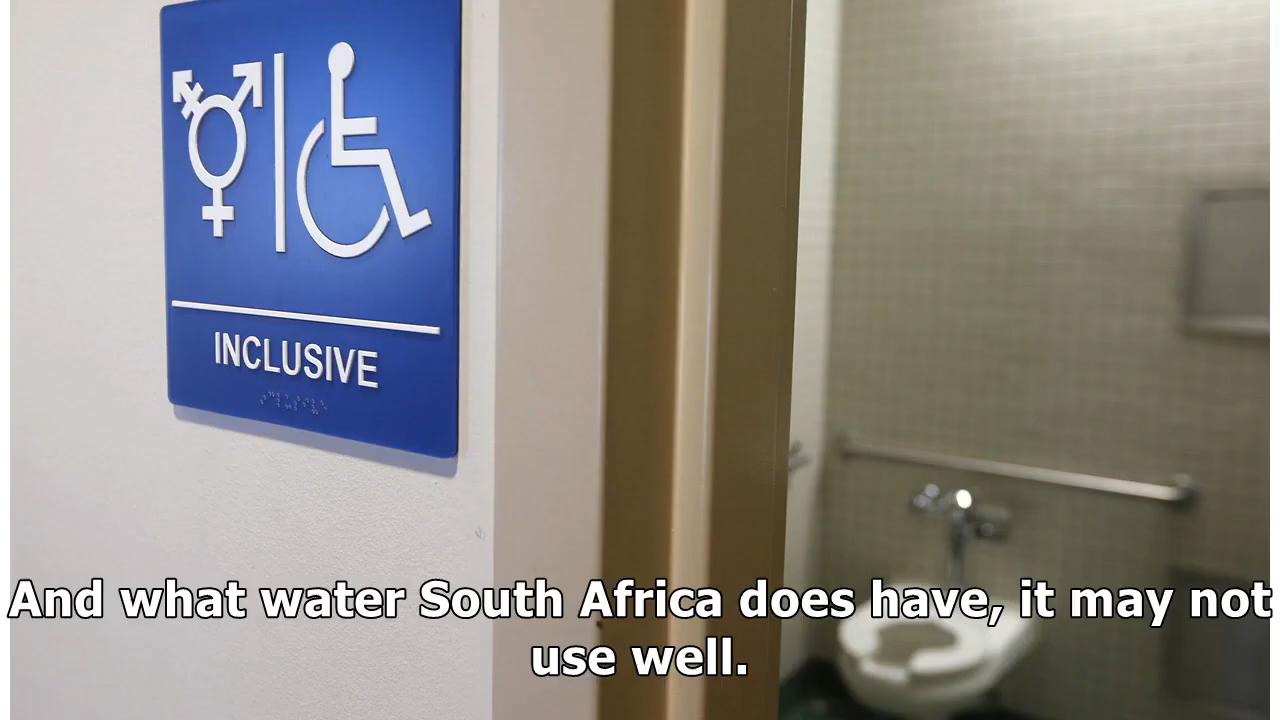 INCLUSIVE
And what water South Africa does have, it may not
use well.